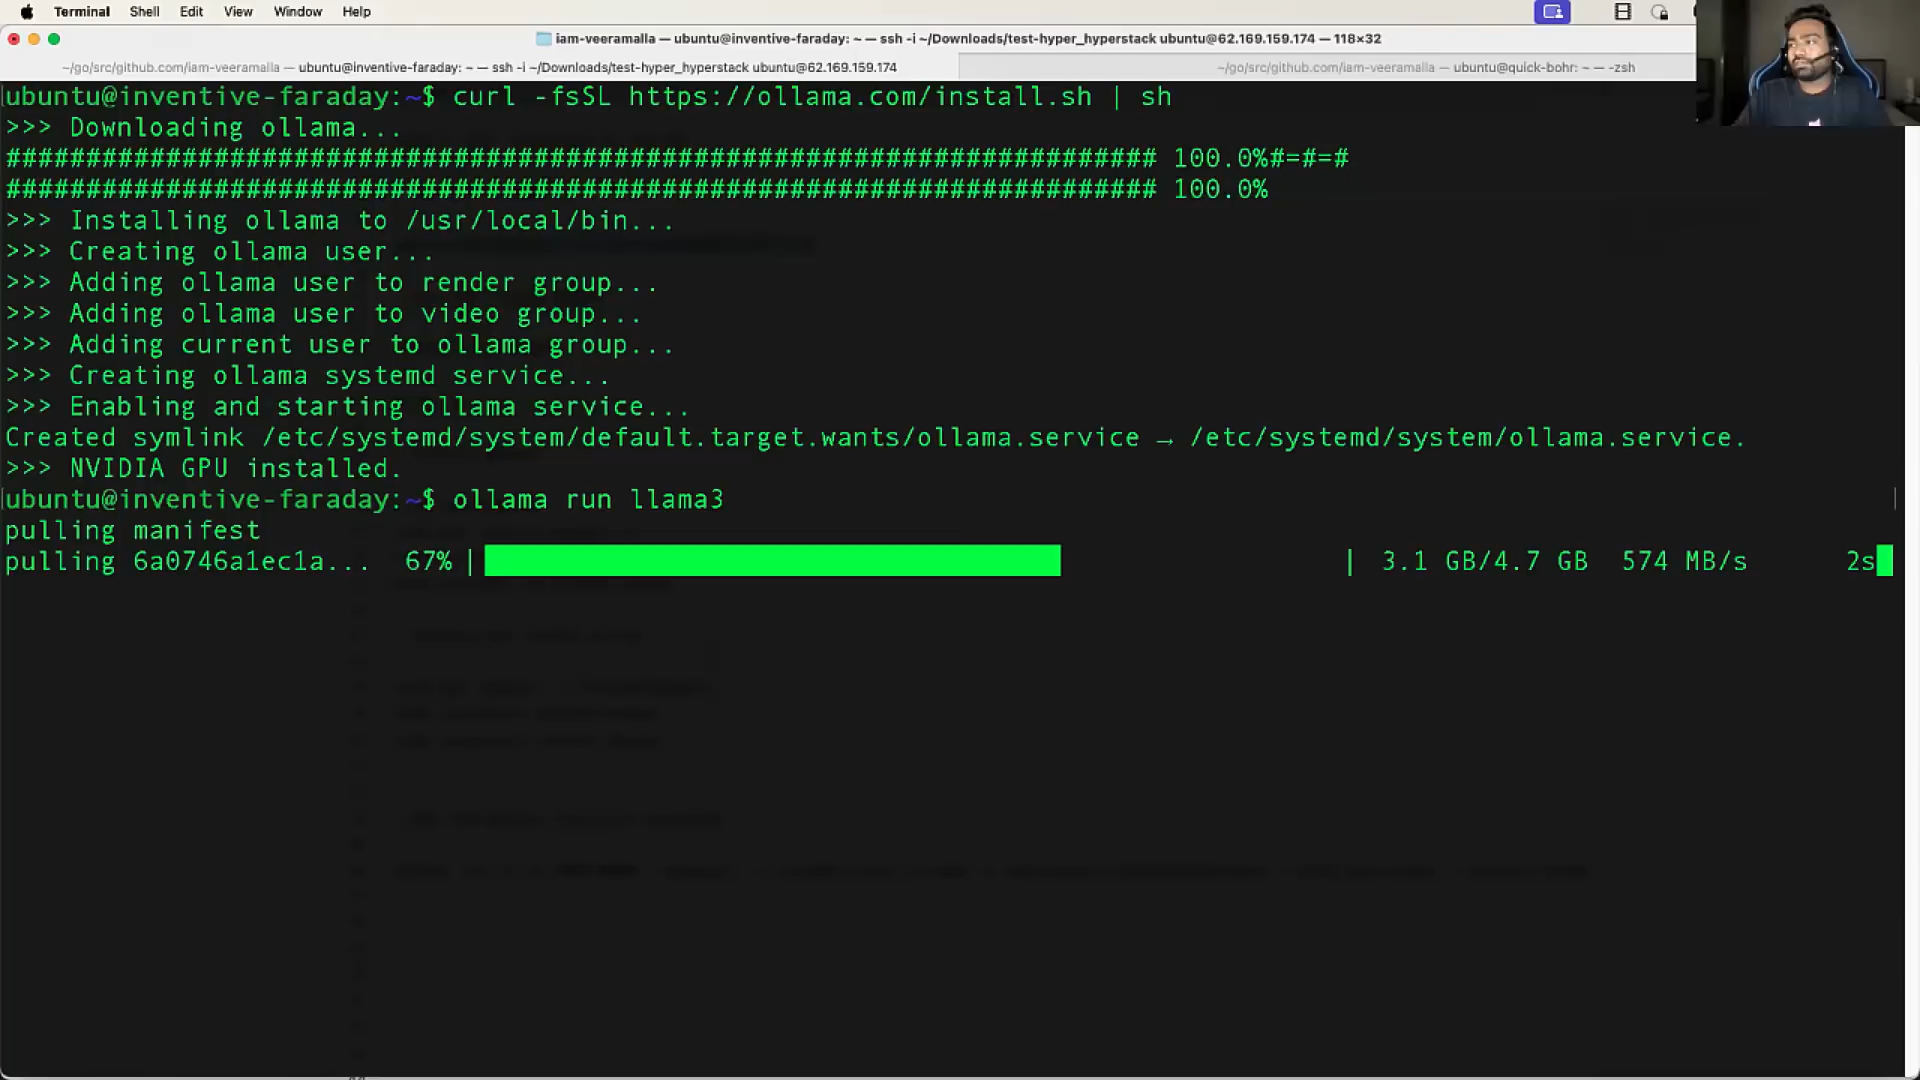 Terminal Shell Edit View Window Help
iam-veeramalla — ubuntu@inventive-faraday: ~ — ssh -i ~/Downloads/test-hyper_hyperstack ubuntu@62.169.159.174 — 118×32
~/go/src/github.com/iam-veeramalla — ubuntu@inventive-faraday: ~ — ssh -i ~/Downloads/test-hyper_hyperstack ubuntu@62.169.159.174 ~/go/src/github.com/iam-veeramalla — ubuntu@quick-bohr: ~ — -zsh
ubuntu@inventive-faraday:~$ curl -fsSL https://ollama.com/install.sh | sh
>>> Downloading ollama...
######################################################################## 100.0%#=#=#
######################################################################## 100.0%
>>> Installing ollama to /usr/local/bin...
>>> Creating ollama user...
>>> Adding ollama user to render group...
>>> Adding ollama user to video group...
>>> Adding current user to ollama group...
>>> Creating ollama systemd service...
>>> Enabling and starting ollama service...
Created symlink /etc/systemd/system/default.target.wants/ollama.service → /etc/systemd/system/ollama.service.
>>> NVIDIA GPU installed.
ubuntu@inventive-faraday:~$ ollama run llama3
pulling manifest
pulling 6a0746a1ec1a... 67% | | 3.1 GB/4.7 GB 574 MB/s 2s